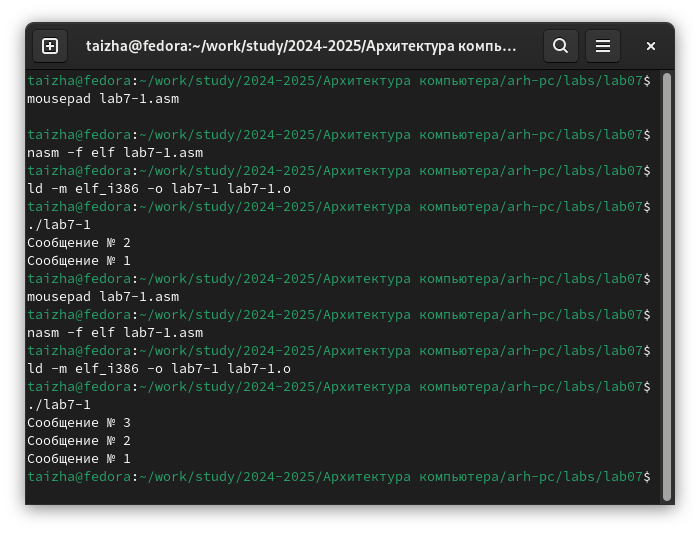 taizha@fedora:~/work/study/2024-2025/Архитектура компь...
taizha@fedora:~/work/study/2024-2025/Архитектура компьютера/arh-pc/labs/lab07$
mousepad lab7-1.asm
taizha@fedora:~/work/study/2024-2025/Архитектура компьютера/arh-pc/labs/lab07$
nasm -f elf lab7-1.asm
taizha@fedora:~/work/study/2024-2025/Архитектура компьютера/arh-pc/labs/lab07$
ld -m elf_i386 -o lab7-1 lab7-1.o
taizha@fedora:~/work/study/2024-2025/Архитектура компьютера/arh-pc/labs/lab07$
./lab7-1
Сообщение № 2
Сообщение № 1
taizha@fedora:~/work/study/2024-2025/Архитектура компьютера/arh-pc/labs/lab07$
mousepad lab7-1.asm
taizha@fedora:~/work/study/2024-2025/Архитектура компьютера/arh-pc/labs/lab07$
nasm -f elf lab7-1.asm
taizha@fedora:~/work/study/2024-2025/Архитектура компьютера/arh-pc/labs/lab07$
ld -m elf_i386 -o lab7-1 lab7-1.o
taizha@fedora:~/work/study/2024-2025/Архитектура компьютера/arh-pc/labs/lab07$
./lab7-1
Сообщение № 3
Сообщение № 2
Сообщение № 1
taizha@fedora:~/work/study/2024-2025/Архитектура компьютера/arh-pc/labs/lab07$